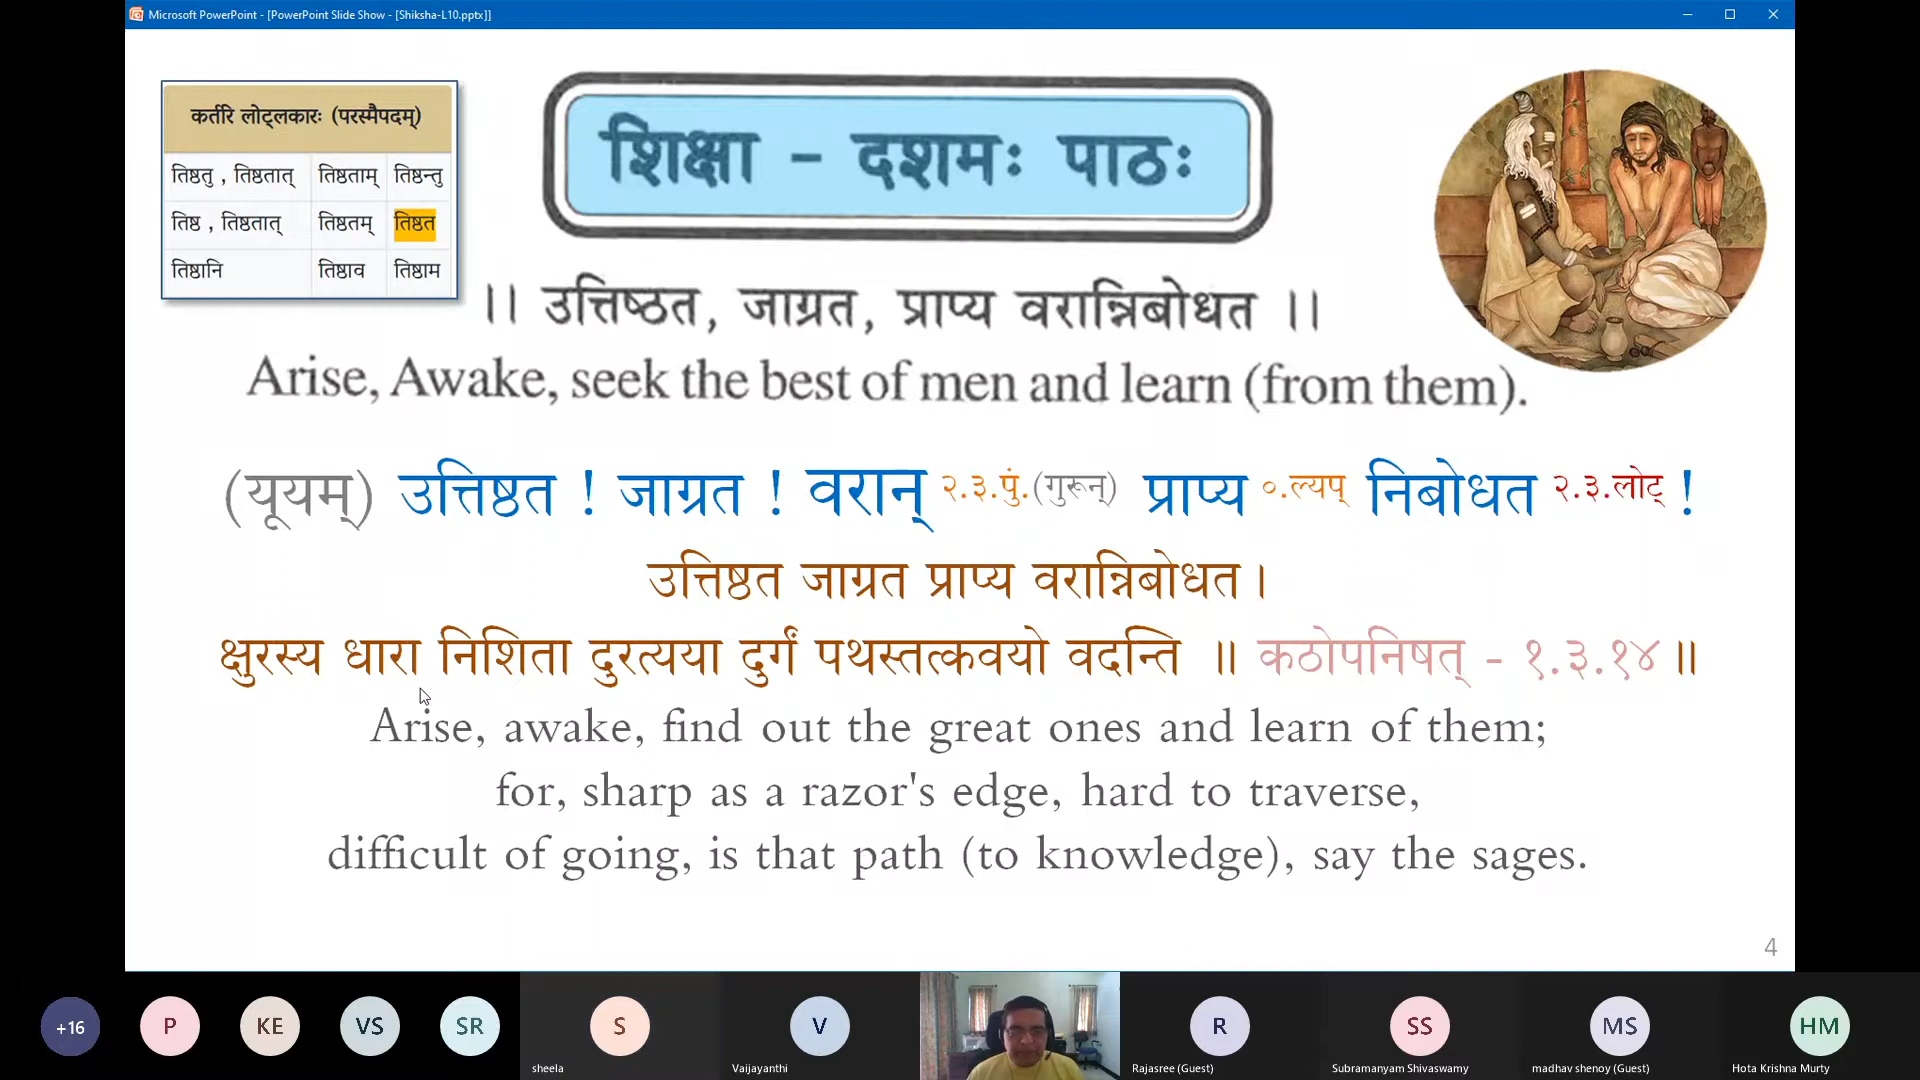 Microsoft PowerPoint - [PowerPoint Slide Show - [Shiksha-L10.pptx]]
कर्तरि लोट्लकारः (परस्मैपदम्)
तिष्ठतु , तिष्ठतात् तिष्ठताम् तिष्ठन्तु
तिष्ठ , तिष्ठतात् तिष्ठतम् तिष्ठत
तिष्ठानि तिष्ठाव तिष्ठाम
शिक्षा - दशमः पाठः
।। उत्तिष्ठत, जाग्रत, प्राप्य वरान्निबोधत ।।
Arise, Awake, seek the best of men and learn (from them).
(यूयम्) उत्तिष्ठत ! जाग्रत ! वरान् २.३.पुं.(गुरून्) प्राप्य ०.ल्यप् निबोधत २.३.लोट् !
उत्तिष्ठत जाग्रत प्राप्य वरान्निबोधत ।
क्षुरस्य धारा निशिता दुरत्यया दुर्गं पथस्तत्कवयो वदन्ति ॥ कठोपनिषत् - १.३.१४ ॥
Arise, awake, find out the great ones and learn of them;
for, sharp as a razor's edge, hard to traverse,
difficult of going, is that path (to knowledge), say the sages.
4
+16 P KE VS SR S V R SS MS HM
sheela Vaijayanthi Rajasree (Guest) Subramanyam Shivaswamy madhav shenoy (Guest) Hota Krishna Murty